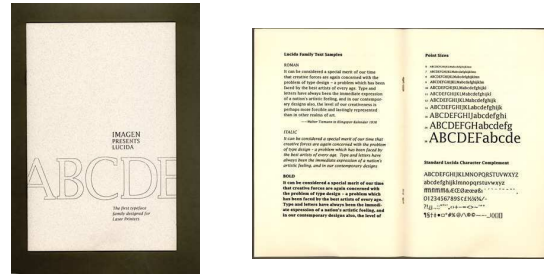 IMAGEN
PRESENTS
LUCIDA
ABCDE
The first typeface
family designed for
Laser Printers
Lucida Family Text Samples
ROMAN
It can be considered a special merit of our time
that creative forces are again concerned with the
problem of type design – a problem which has been
faced by the best artists of every age. Type and
letters have always been the immediate expression
of a nation's artistic feeling, and in our contempor-
ary designs also, the level of our creativeness is
perhaps more forcible and lastingly represented
than in other realms of art.
ITALIC
It can be considered a special merit of our time that
creative forces are again concerned with the problem
of type design – a problem which has been faced by
the best artists of every age. Type and letters have
always been the immediate expression of a nation's
artistic feeling, and in our contemporary designs
BOLD
It can be considered a special merit of our time
that creative forces are again concerned with the
problem of type design – a problem which has been
faced by the best artists of every age.
Type and letters have always been the immedi-
ate expression of a nation's artistic feeling, and
in our contemporary designs also, the level of
Point Sizes
ABCDEFGHIJKLMabcdefghijk
ABCDEFGHIJKLabcdefghijk
ABCDEFGHIJabcdefghi
ABCDEFGHabcdefg
ABCDEFabcde
Standard Lucida Character Complement
ABCDEFGHIJKLMNOPQRSTUVWXYZ
abcdefghijklmnopqrstuvwxyz